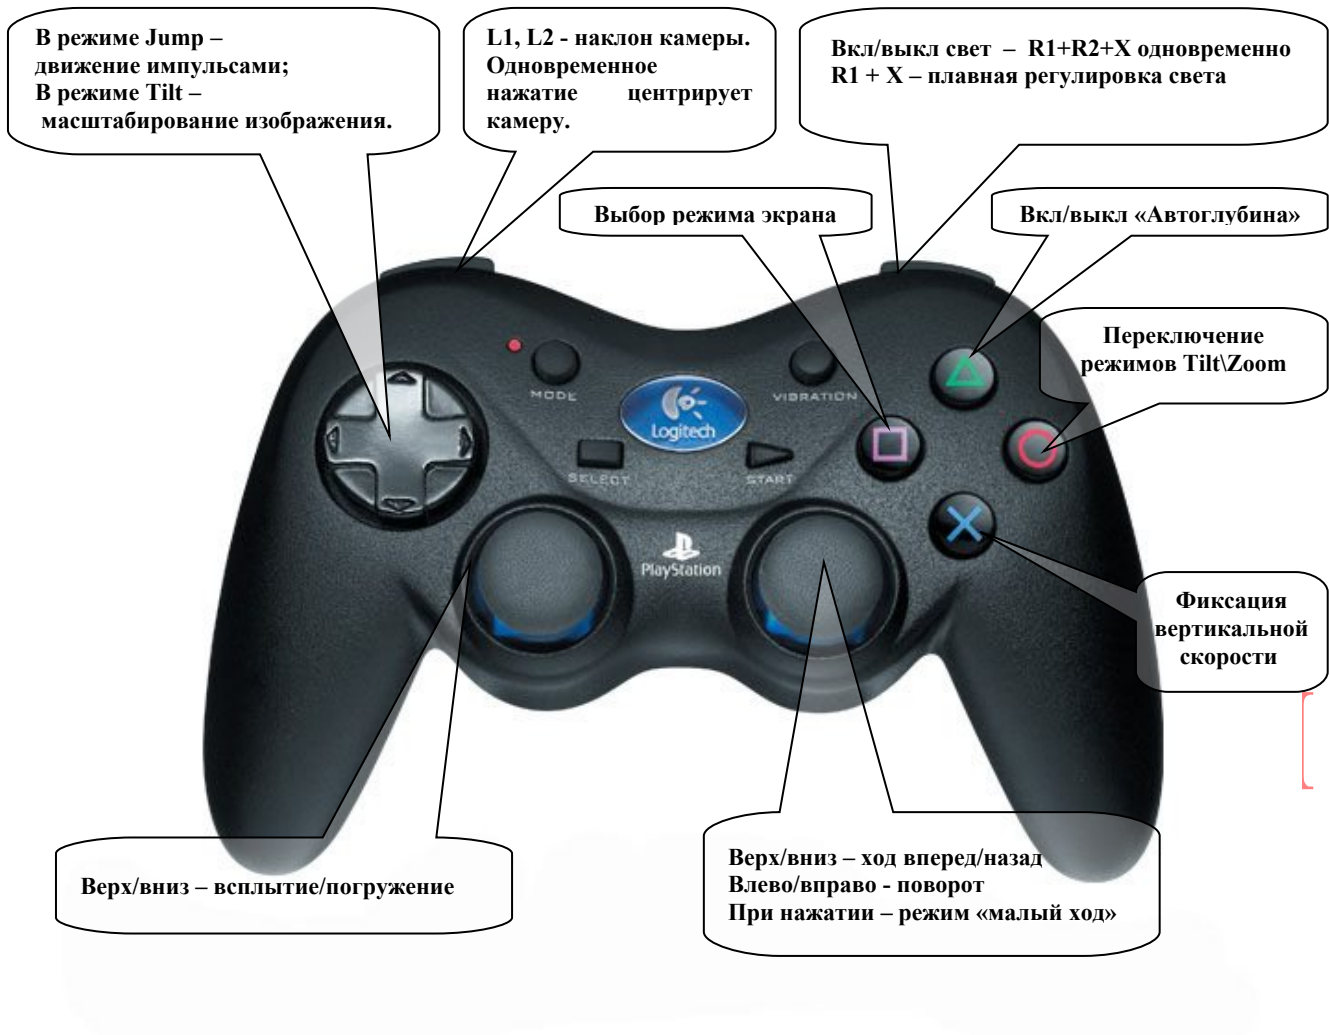 В режиме Jump –
движение импульсами;
В режиме Tilt –
масштабирование изображения.
L1, L2 - наклон камеры.
Одновременное
нажатие центрирует
камеру.
Вкл/выкл свет – R1+R2+X одновременно
R1 + X – плавная регулировка света
Выбор режима экрана
Вкл/выкл «Автоглубина»
Переключение
режимов Tilt\Zoom
MODE
VIBRATION
Logitech
SELECT
START
PlayStation
Фиксация
вертикальной
скорости
Верх/вниз – всплытие/погружение
Верх/вниз – ход вперед/назад
Влево/вправо - поворот
При нажатии – режим «малый ход»